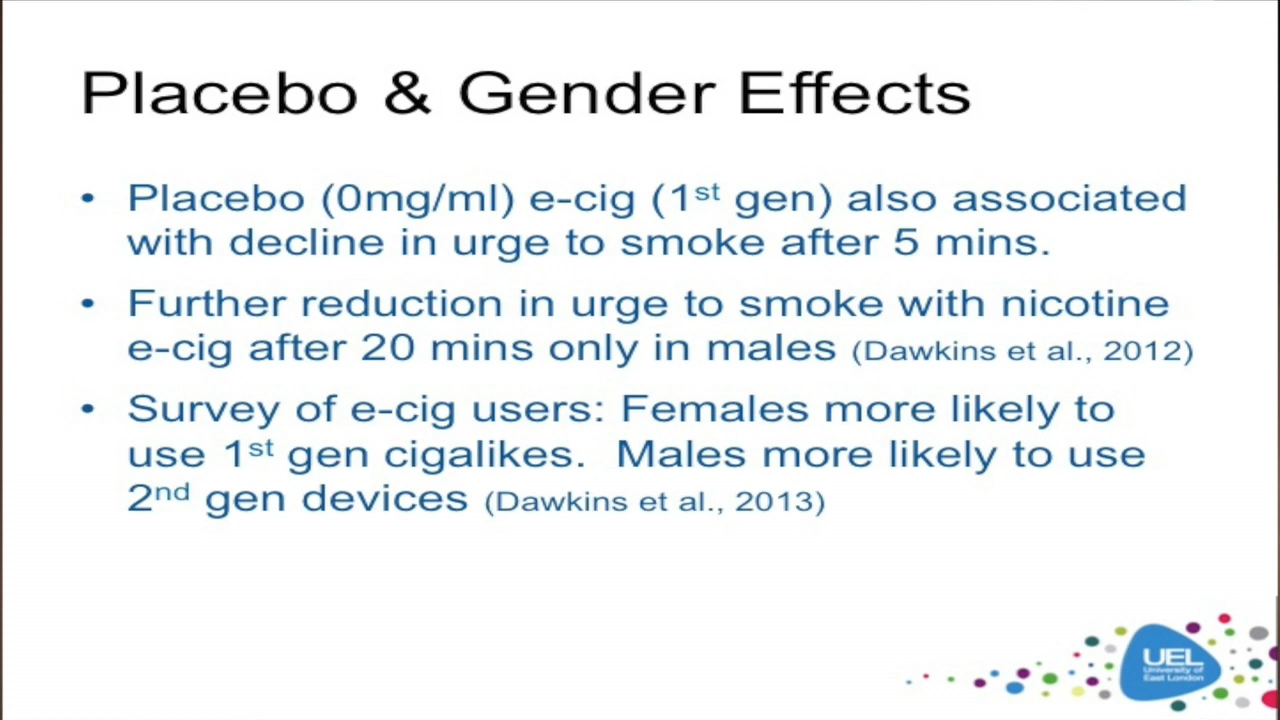 Placebo & Gender Effects
• Placebo (0mg/ml) e-cig (1st gen) also associated
with decline in urge to smoke after 5 mins.
• Further reduction in urge to smoke with nicotine
e-cig after 20 mins only in males (Dawkins et al., 2012)
• Survey of e-cig users: Females more likely to
use 1st gen cigalikes.  Males more likely to use
2nd gen devices (Dawkins et al., 2013)
UEL
University of
East London